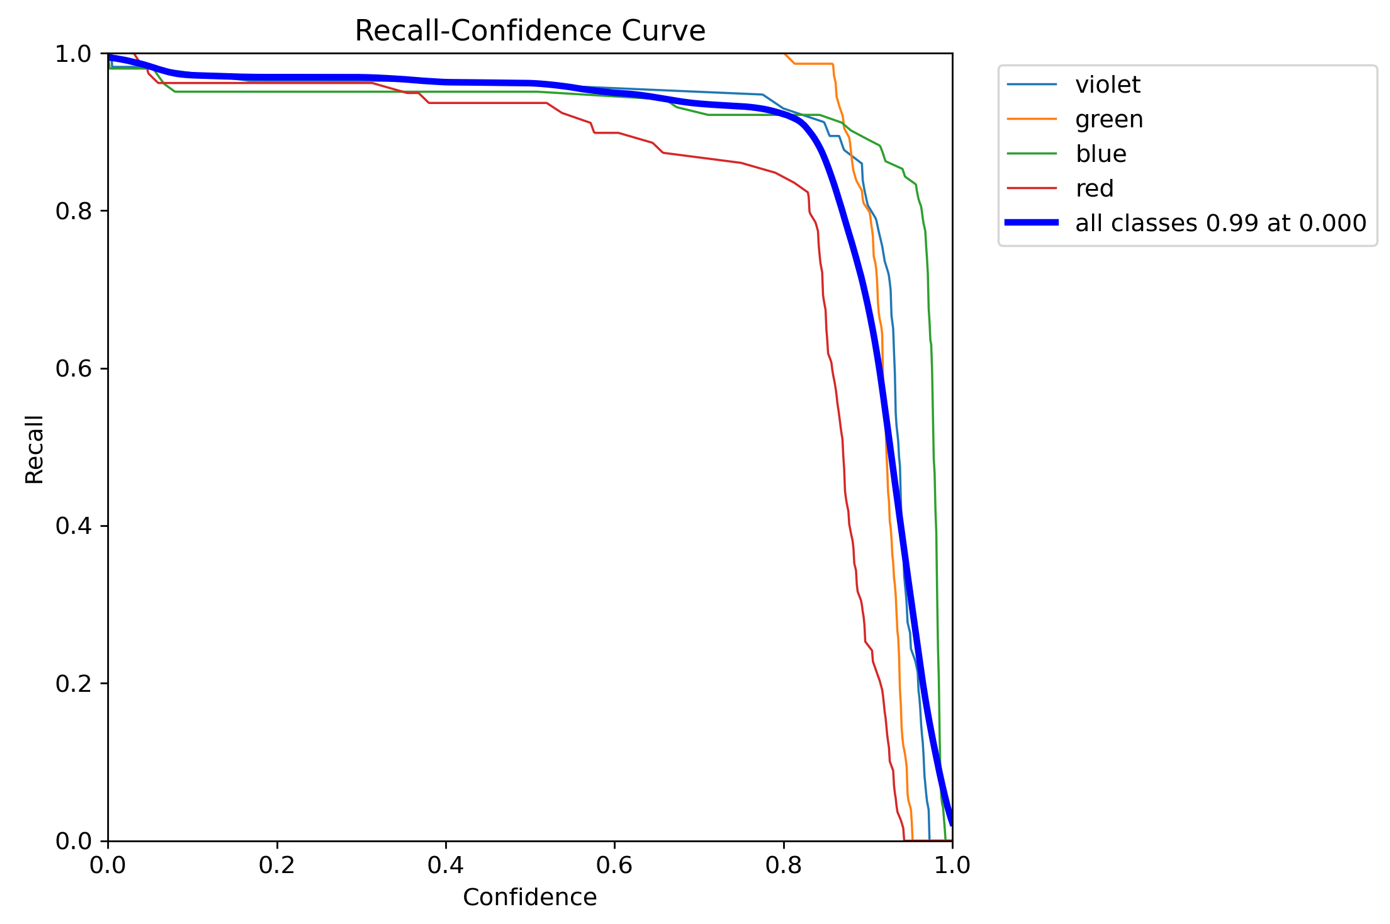 Recall-Confidence Curve
1.0
0.8
0.6
0.4
0.2
0.0
Recall
0.0 0.2 0.4 0.6 0.8 1.0
Confidence
violet
green
blue
red
all classes 0.99 at 0.000